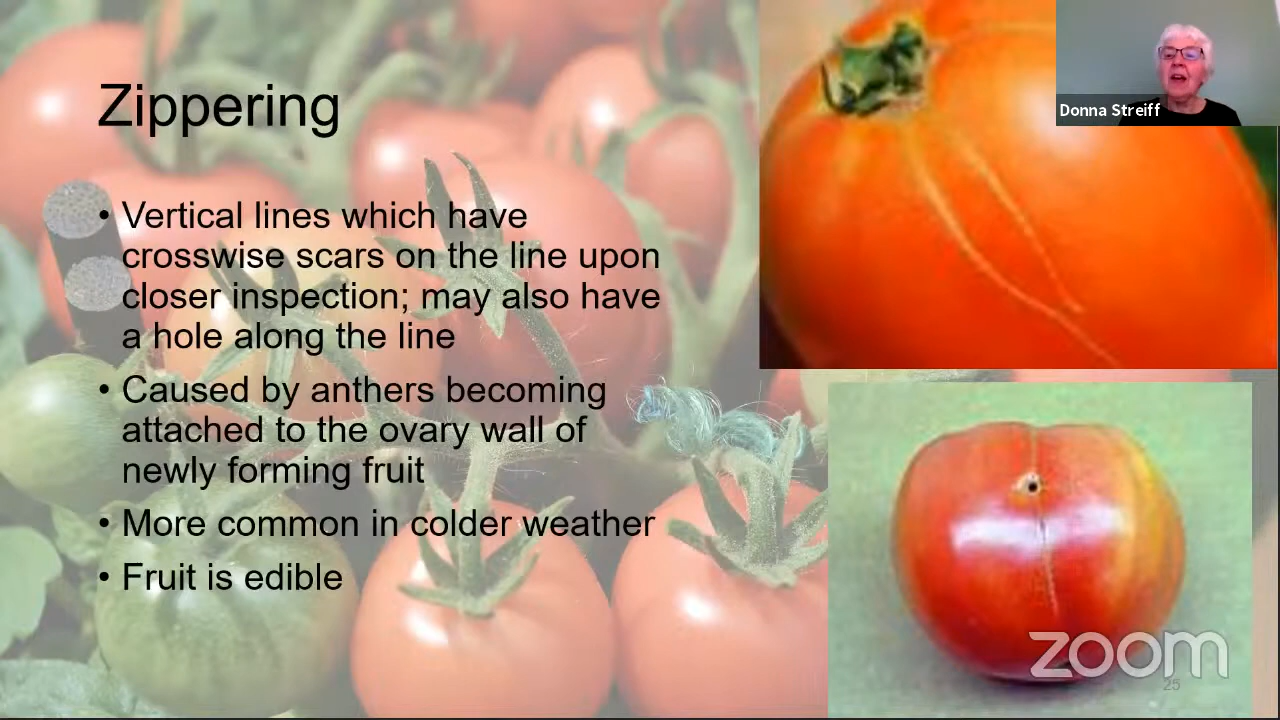 Zippering
• Vertical lines which have
crosswise scars on the line upon
closer inspection; may also have
a hole along the line
• Caused by anthers becoming
attached to the ovary wall of
newly forming fruit
• More common in colder weather
• Fruit is edible
Donna Streiff
zoom
25